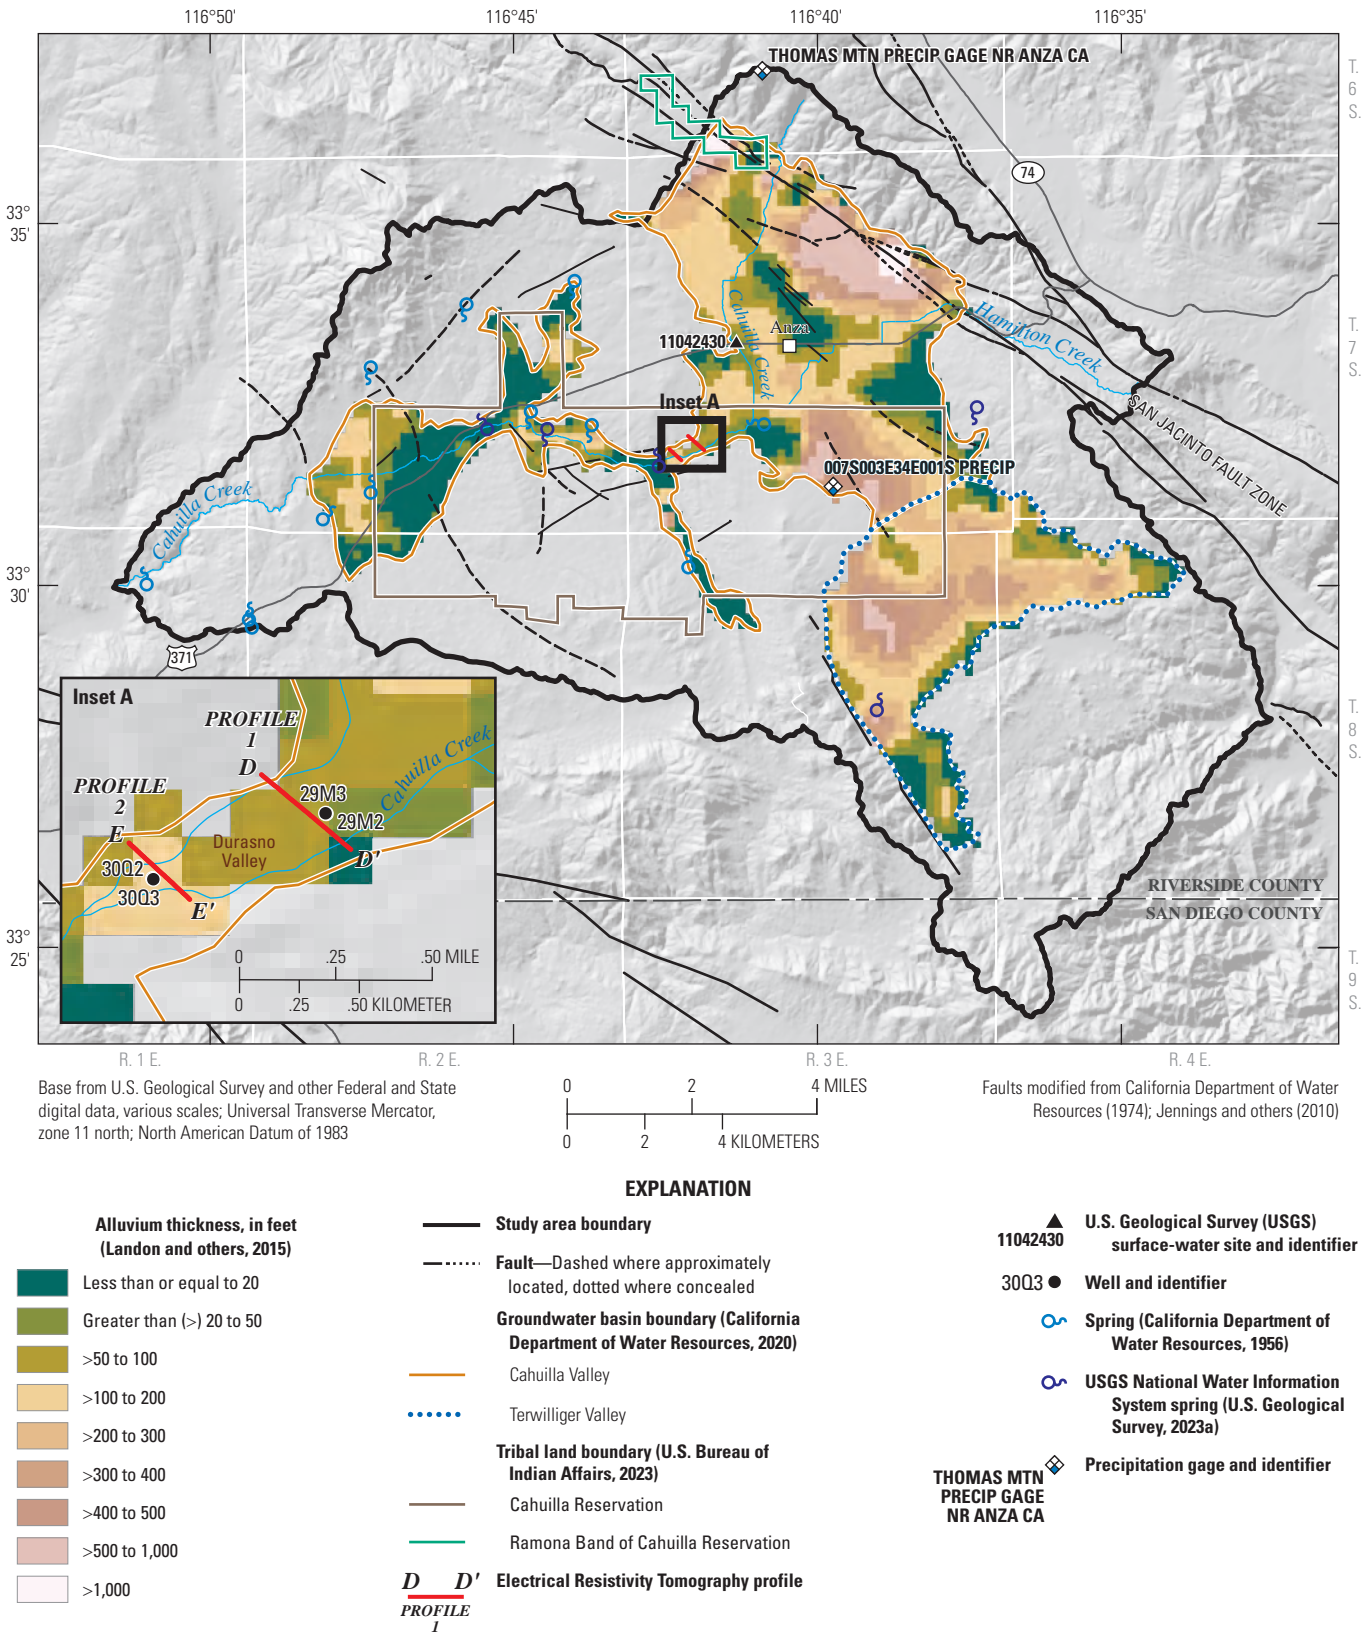 116°50' 116°45' 116°40' 116°35'
THOMAS MTN PRECIP GAGE NR ANZA CA
T.
6
S.
74
33°
35'
Cahuilla Creek
Anza
11042430
Hamilton Creek
T.
7
S.
Inset A
SAN JACINTO FAULT ZONE
007S003E34E001S PRECIP
Cahuilla Creek
33°
30'
371
T.
8
S.
Inset A
PROFILE
1
D
Cahuilla Creek
PROFILE
2
29M3
29M2
E
Durasno
Valley
D'
30Q2
30Q3
E'
0 .25 .50 MILE
0 .25 .50 KILOMETER
RIVERSIDE COUNTY
SAN DIEGO COUNTY
33°
25'
T.
9
S.
R. 1 E. R. 2 E. R. 3 E. R. 4 E.
Base from U.S. Geological Survey and other Federal and State
digital data, various scales; Universal Transverse Mercator,
zone 11 north; North American Datum of 1983
0 2 4 MILES
0 2 4 KILOMETERS
Faults modified from California Department of Water
Resources (1974); Jennings and others (2010)
EXPLANATION
Alluvium thickness, in feet
(Landon and others, 2015)
Less than or equal to 20
Greater than (>) 20 to 50
>50 to 100
>100 to 200
>200 to 300
>300 to 400
>400 to 500
>500 to 1,000
>1,000
Study area boundary
Fault—Dashed where approximately
located, dotted where concealed
Groundwater basin boundary (California
Department of Water Resources, 2020)
Cahuilla Valley
Terwilliger Valley
Tribal land boundary (U.S. Bureau of
Indian Affairs, 2023)
Cahuilla Reservation
Ramona Band of Cahuilla Reservation
D D' Electrical Resistivity Tomography profile
PROFILE
1
11042430
U.S. Geological Survey (USGS)
surface-water site and identifier
30Q3 Well and identifier
Spring (California Department of
Water Resources, 1956)
USGS National Water Information
System spring (U.S. Geological
Survey, 2023a)
THOMAS MTN
PRECIP GAGE
NR ANZA CA
Precipitation gage and identifier